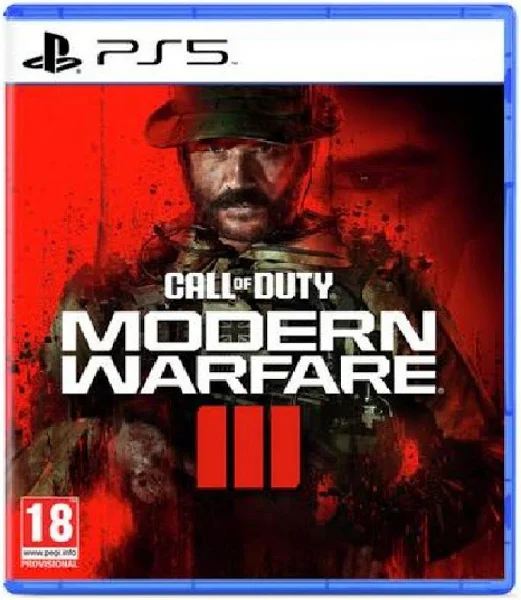 PS5
CALL OF DUTY
MODERN
WARFARE
III
18
www.pegi.info
PROVISIONAL